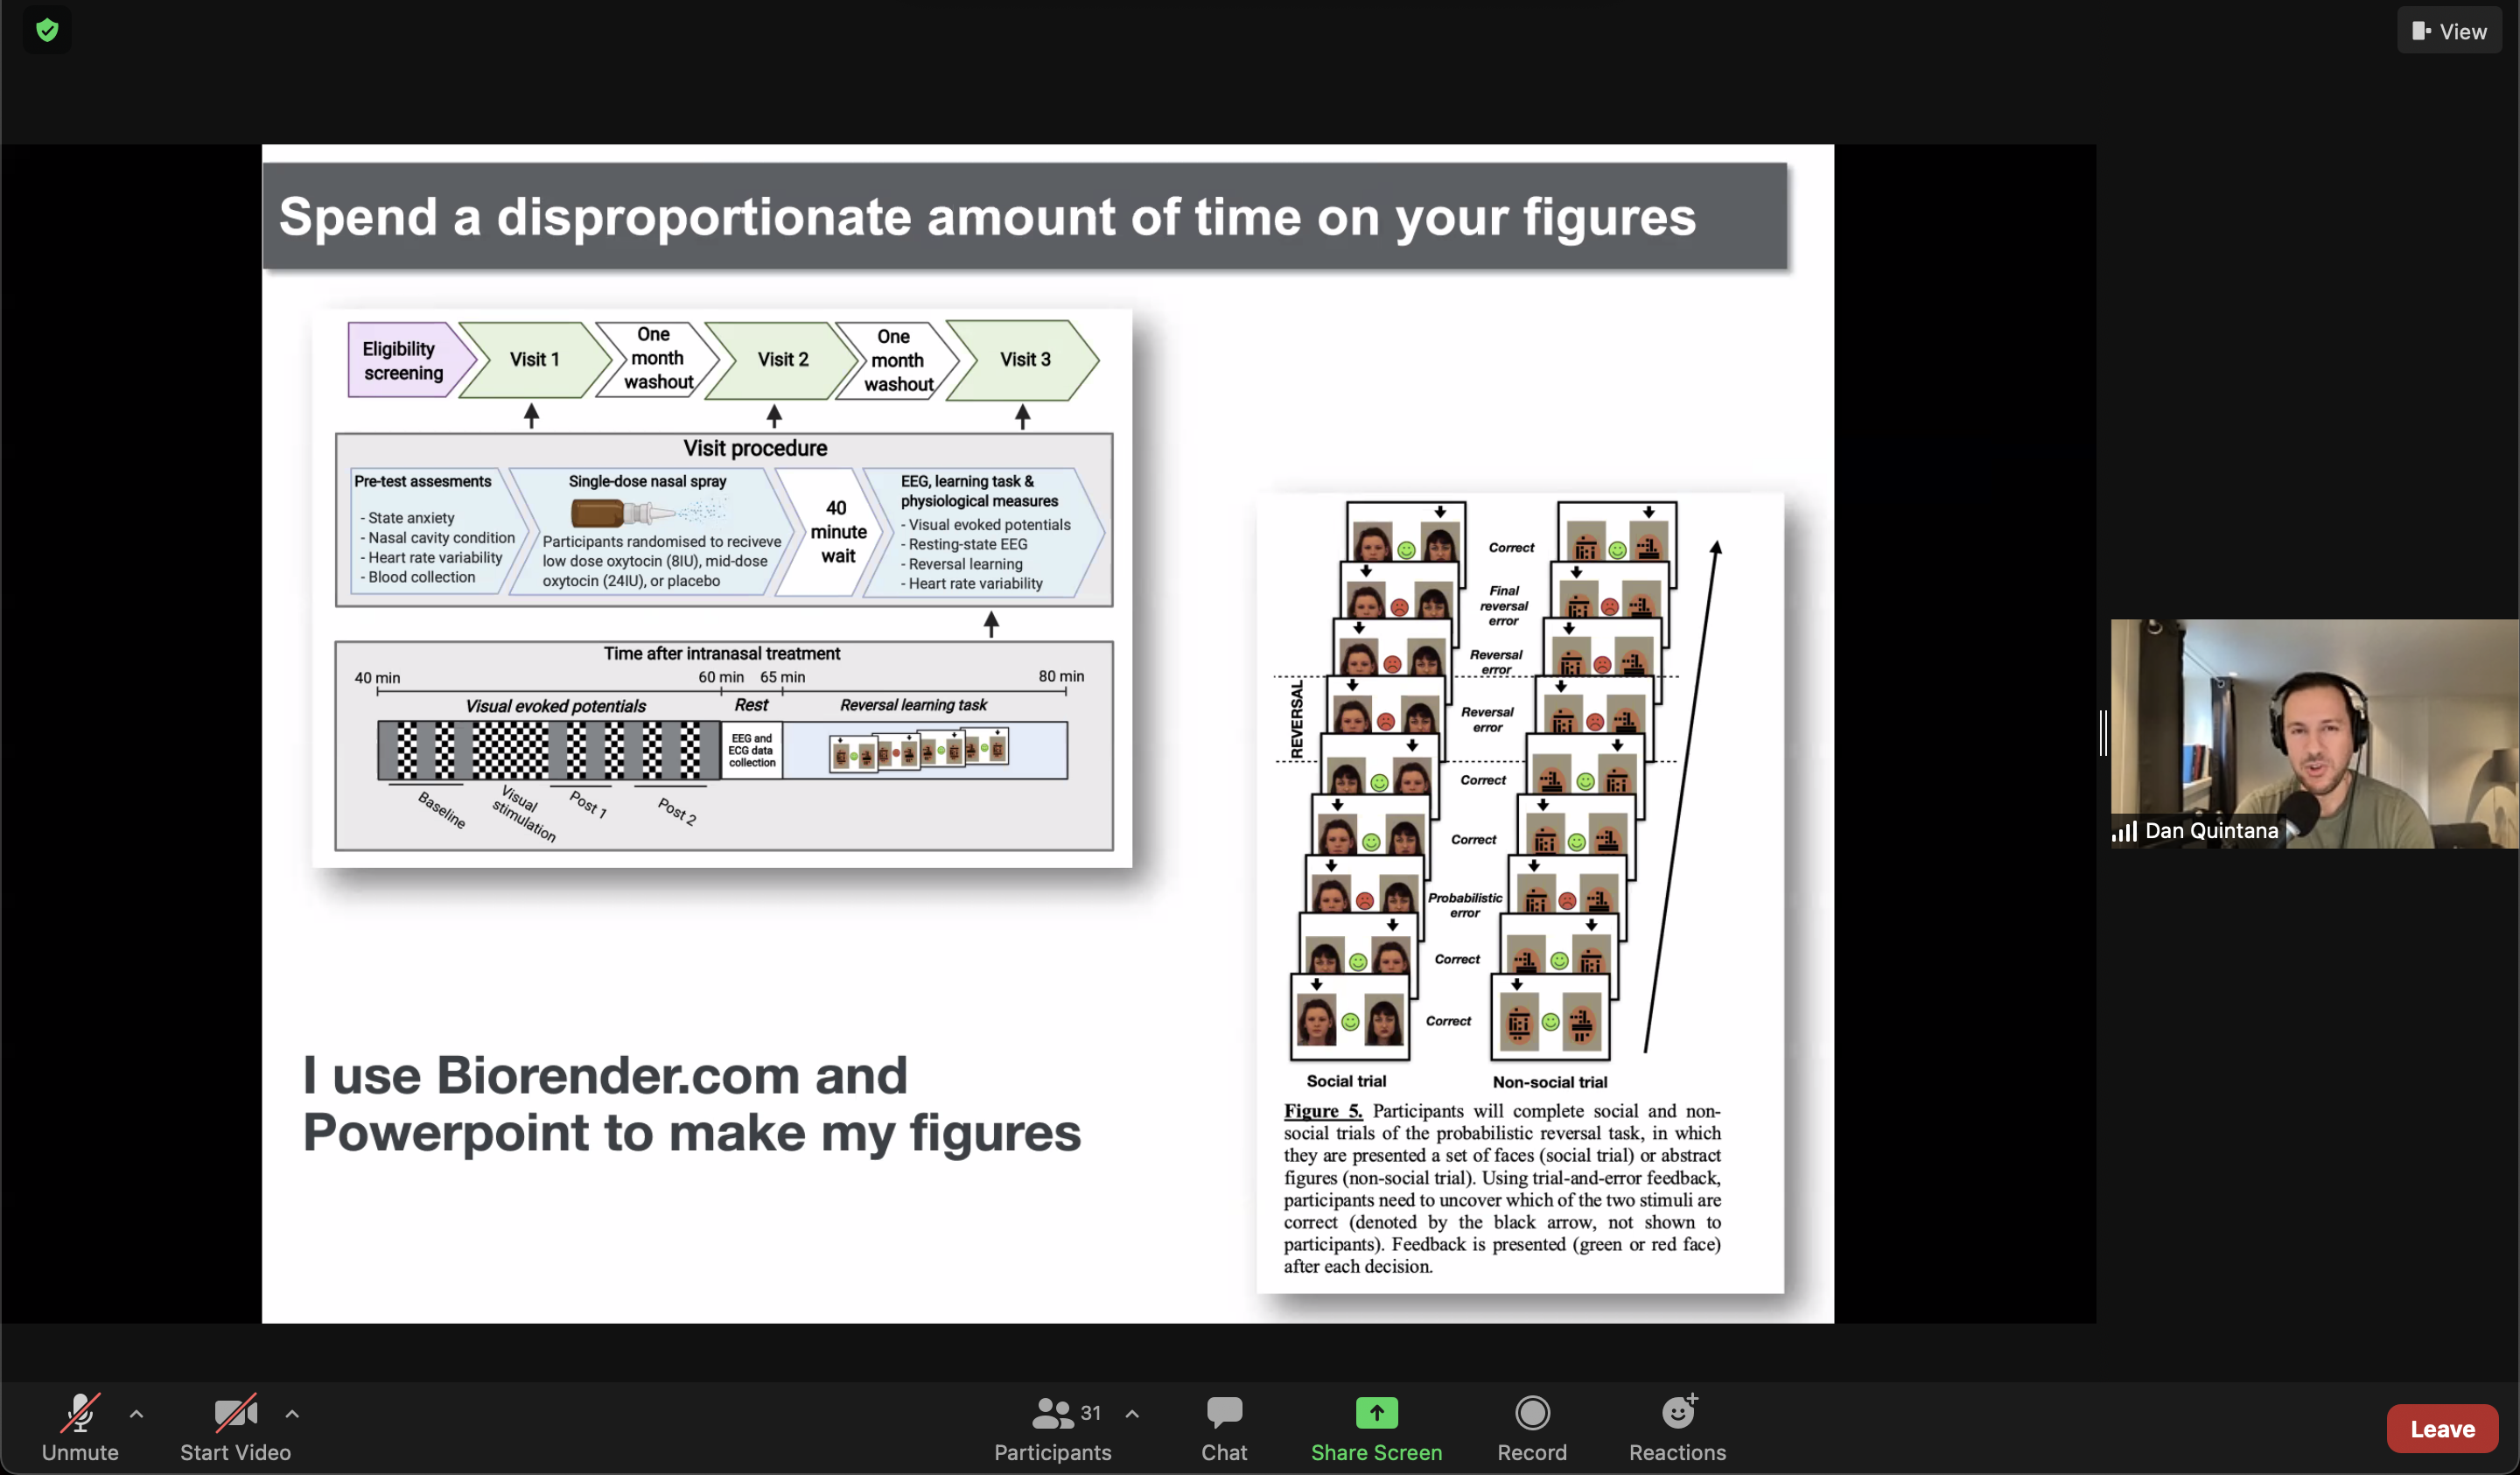 View
Spend a disproportionate amount of time on your figures
Eligibility
screening
Visit 1
One
month
washout
Visit 2
One
month
washout
Visit 3
Visit procedure
Pre-test assesments
- State anxiety
- Nasal cavity condition
- Heart rate variability
- Blood collection
Single-dose nasal spray
Participants randomised to reciveve
low dose oxytocin (8IU), mid-dose
oxytocin (24IU), or placebo
40
minute
wait
EEG, learning task &
physiological measures
- Visual evoked potentials
- Resting-state EEG
- Reversal learning
- Heart rate variability
Time after intranasal treatment
40 min
60 min
65 min
80 min
Visual evoked potentials
Rest
Reversal learning task
EEG and
ECG data
collection
Baseline
Visual
stimulation
Post 1
Post 2
I use Biorender.com and
Powerpoint to make my figures
Correct
Final
reversal
error
Reversal
error
REVERSAL
Reversal
error
Correct
Correct
Probabilistic
error
Correct
Correct
Social trial
Non-social trial
Figure 5. Participants will complete social and non-
social trials of the probabilistic reversal task, in which
they are presented a set of faces (social trial) or abstract
figures (non-social trial). Using trial-and-error feedback,
participants need to uncover which of the two stimuli are
correct (denoted by the black arrow, not shown to
participants). Feedback is presented (green or red face)
after each decision.
Dan Quintana
Unmute
Start Video
31
Participants
Chat
Share Screen
Record
Reactions
Leave